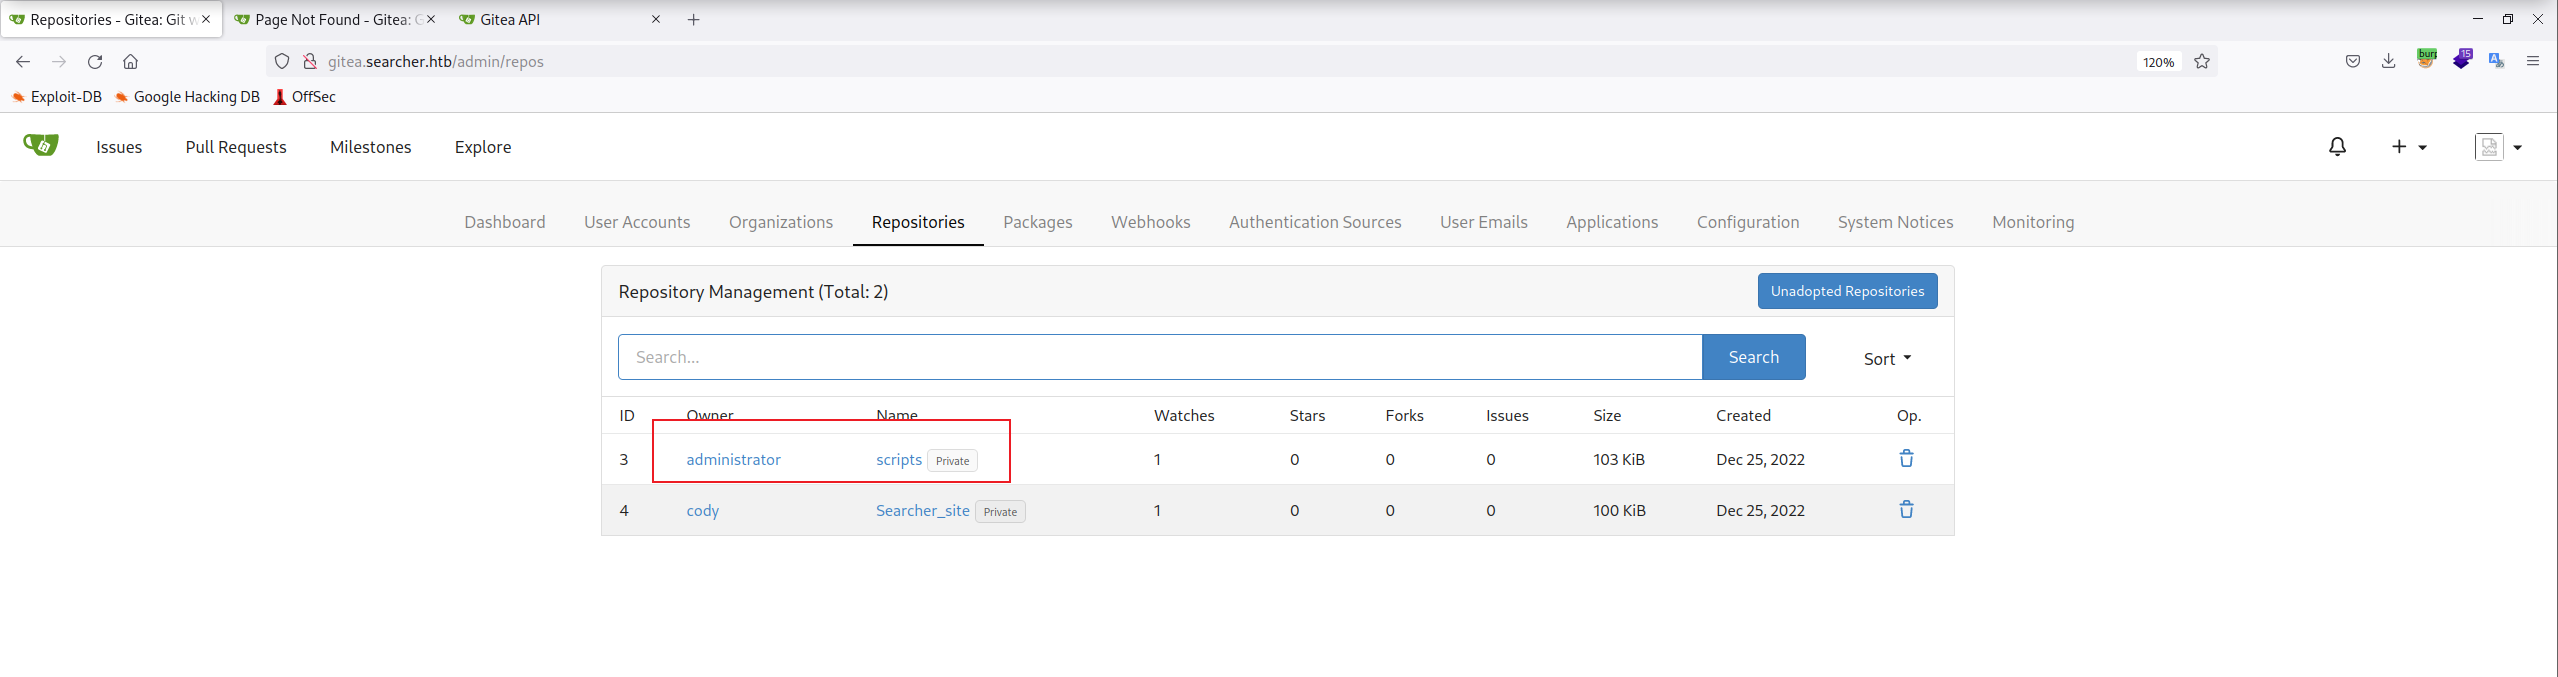 Repositories - Gitea: Git w
Page Not Found - Gitea: G
Gitea API
gitea.searcher.htb/admin/repos
120%
burp
15
Exploit-DB
Google Hacking DB
OffSec
Issues
Pull Requests
Milestones
Explore
Dashboard
User Accounts
Organizations
Repositories
Packages
Webhooks
Authentication Sources
User Emails
Applications
Configuration
System Notices
Monitoring
Repository Management (Total: 2)
Unadopted Repositories
Search...
Search
Sort
ID Owner Name Watches Stars Forks Issues Size Created Op.
3 administrator scripts Private 1 0 0 0 103 KiB Dec 25, 2022
4 cody Searcher_site Private 1 0 0 0 100 KiB Dec 25, 2022